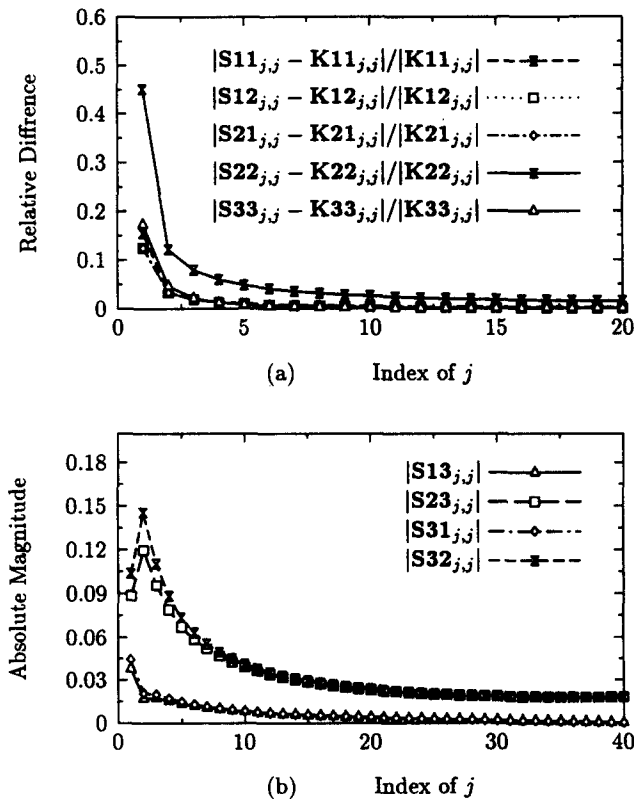 0.6
0.5
0.4
0.3
0.2
0.1
0
Relative Diffrence
|S11j,j − K11j,j|/|K11j,j|
|S12j,j − K12j,j|/|K12j,j|
|S21j,j − K21j,j|/|K21j,j|
|S22j,j − K22j,j|/|K22j,j|
|S33j,j − K33j,j|/|K33j,j|
0 5 10 15 20
(a) Index of j
0.18
0.15
0.12
0.09
0.06
0.03
0
Absolute Magnitude
|S13j,j|
|S23j,j|
|S31j,j|
|S32j,j|
0 10 20 30 40
(b) Index of j